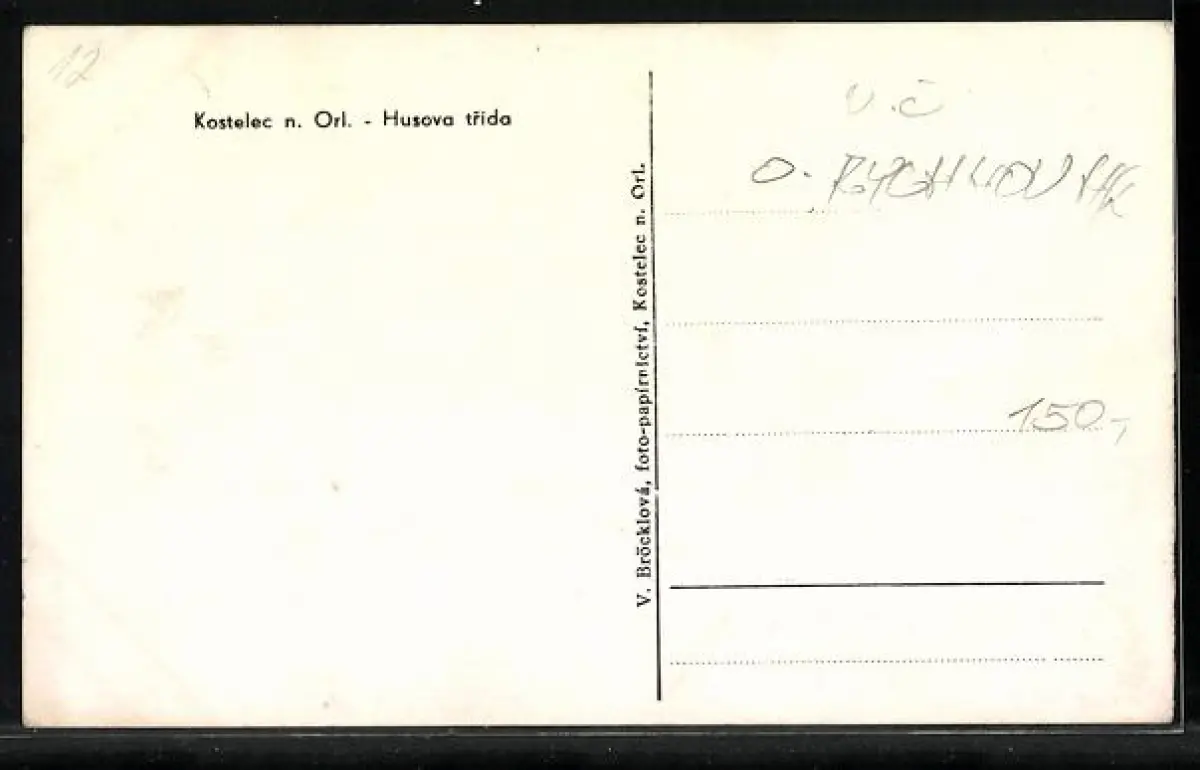 12
Kostelec n. Orl. - Husova třída
V. Bröcklová, foto-papírnictví, Kostelec n. Orl.
V.Č
O.
150,-